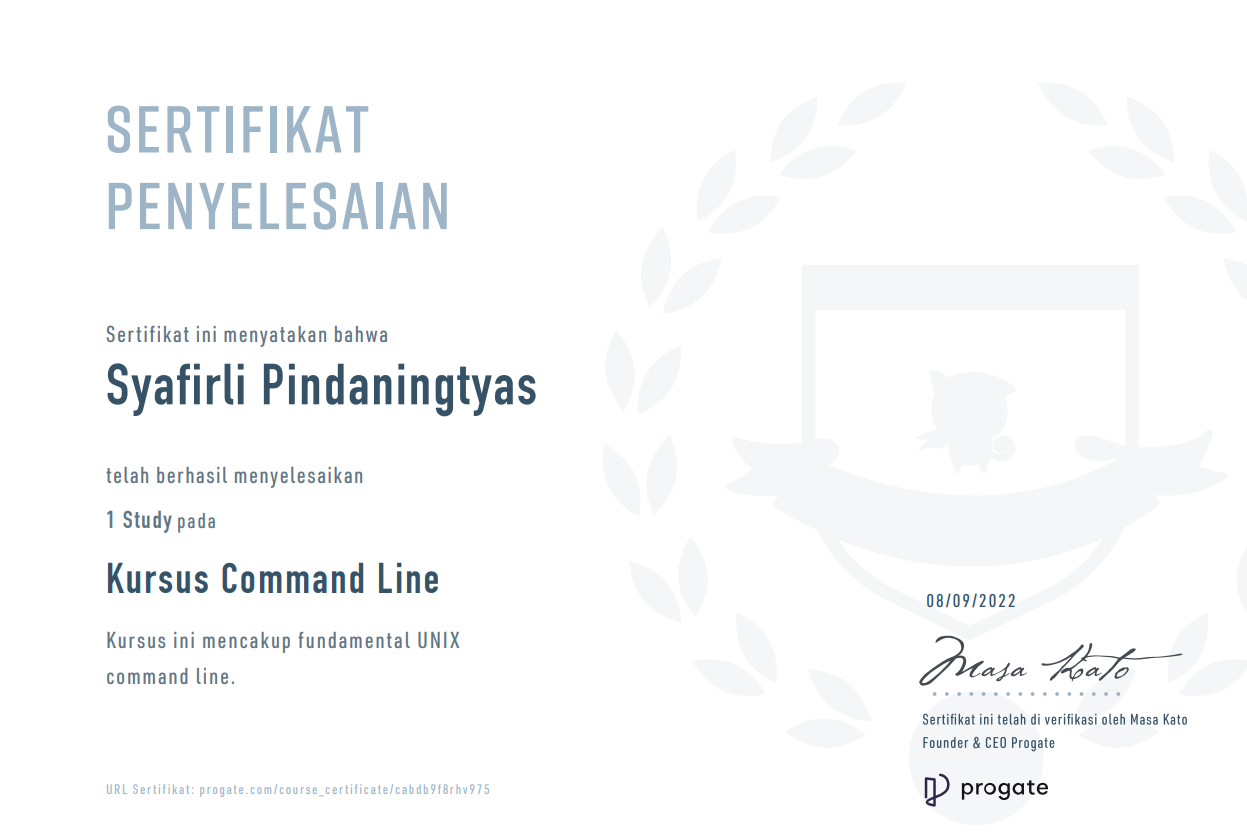 SERTIFIKAT
PENYELESAIAN
Sertifikat ini menyatakan bahwa
Syafirli Pindaningtyas
telah berhasil menyelesaikan
1 Study pada
Kursus Command Line
Kursus ini mencakup fundamental UNIX
command line.
08/09/2022
Masa Kato
Sertifikat ini telah di verifikasi oleh Masa Kato
Founder & CEO Progate
progate
URL Sertifikat: progate.com/course_certificate/cabdb9f8rhv975